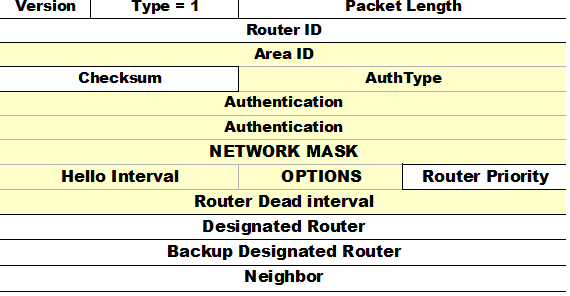 Version Type = 1 Packet Length
Router ID
Area ID
Checksum AuthType
Authentication
Authentication
NETWORK MASK
Hello Interval OPTIONS Router Priority
Router Dead interval
Designated Router
Backup Designated Router
Neighbor